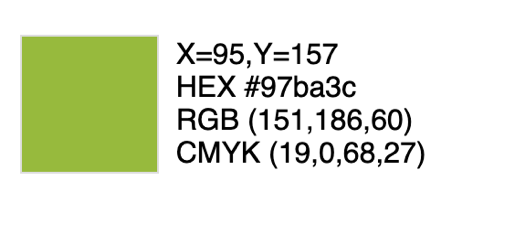 X=95,Y=157
HEX #97ba3c
RGB (151,186,60)
CMYK (19,0,68,27)